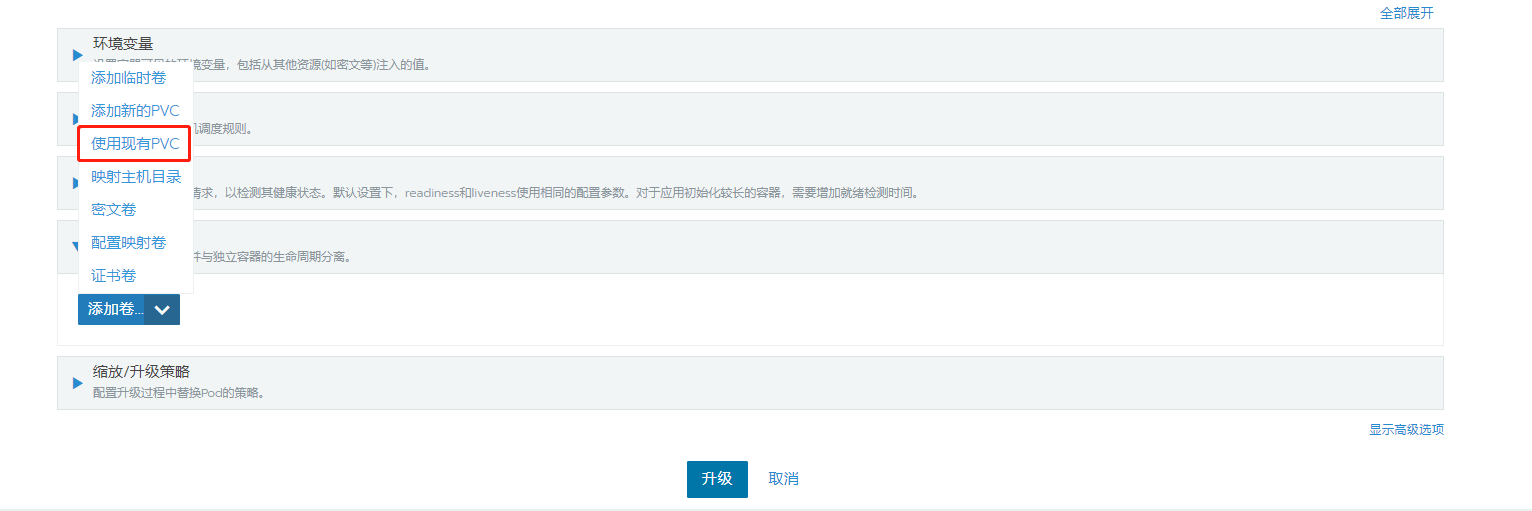 全部展开
环境变量
境变量，包括从其他资源(如密文等)注入的值。
添加临时卷
添加新的PVC
调度规则。
使用现有PVC
映射主机目录
请求，以检测其健康状态。默认设置下，readiness和liveness使用相同的配置参数。对于应用初始化较长的容器，需要增加就绪检测时间。
密文卷
配置映射卷
与独立容器的生命周期分离。
证书卷
添加卷...
缩放/升级策略
配置升级过程中替换Pod的策略。
显示高级选项
升级
取消